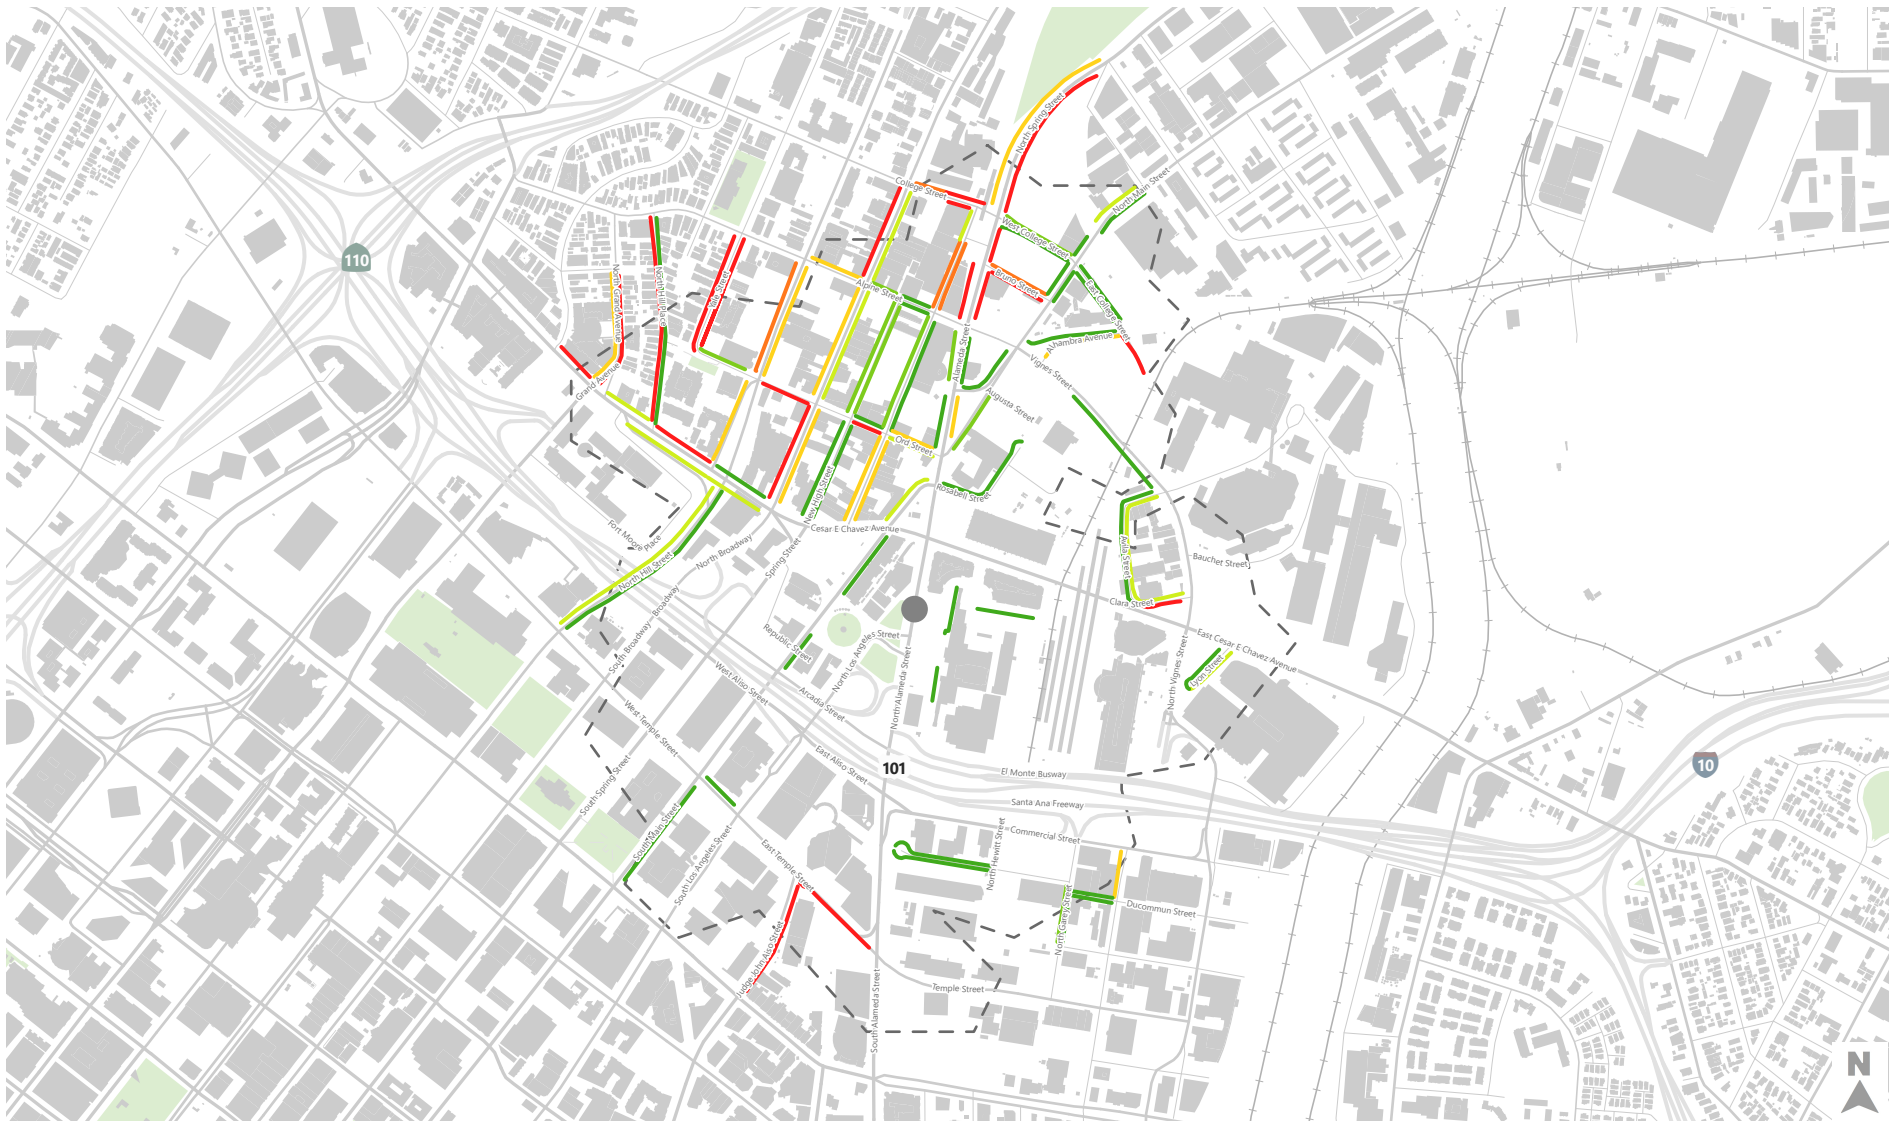 North Spring Street
College Street
North Main Street
West College Street
110
North Grand Avenue
North Hill Place
Yale Street
Alpine Street
Bruno Street
East College Street
Alameda Street
Alhambra Avenue
Vignes Street
Grand Avenue
Augusta Street
Ord Street
New High Street
Rosabell Street
Cesar E Chavez Avenue
Fort Moore
Place
North Hill Street
North Broadway
Spring Street
Avila Street
Bauchet Street
Clara Street
Republic Street
North Los Angeles Street
South Broadway
Broadway
East Cesar E Chavez Avenue
Lyon Street
North Vignes Street
West Aliso Street
Arcadia Street
North Alameda Street
West Temple Street
East Aliso Street
101
El Monte Busway
10
South Spring Street
Santa Ana Freeway
South Main Street
Commercial Street
North Hewitt Street
South Los Angeles Street
East Temple Street
North Garey Street
Ducommun Street
Judge John Aliso Street
Temple Street
South Alameda Street
N